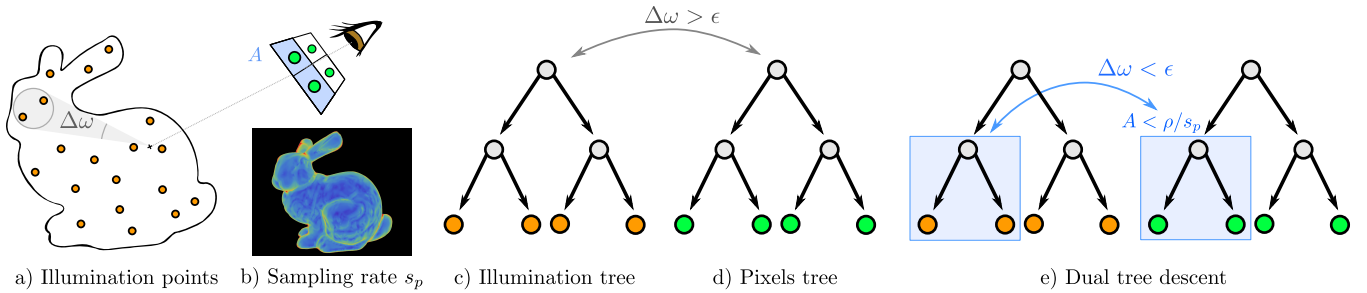 Δω > ϵ
A
Δω < ϵ
Δω
A < ρ/s_p
a) Illumination points
b) Sampling rate s_p
c) Illumination tree
d) Pixels tree
e) Dual tree descent